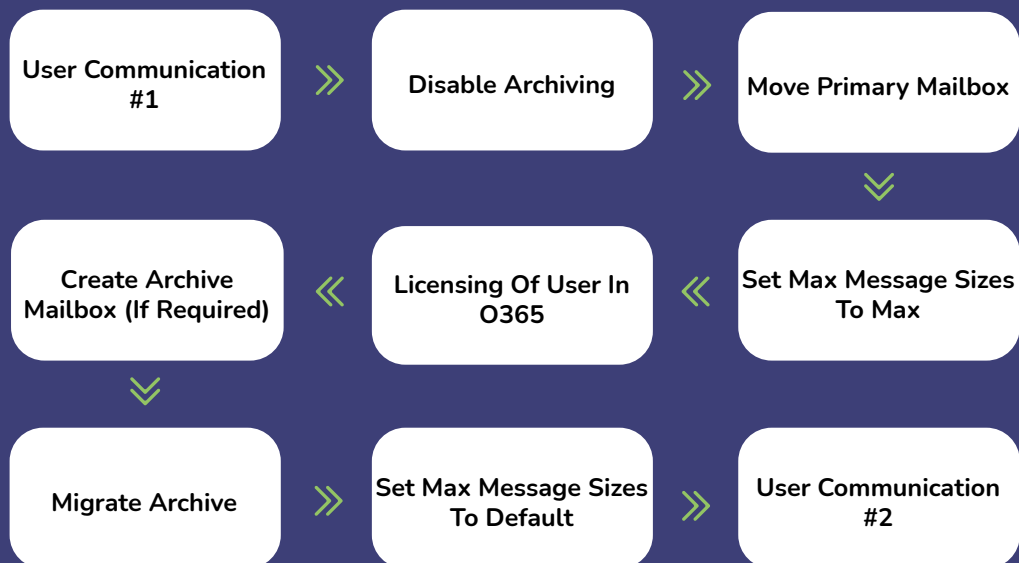 User Communication
#1
Disable Archiving
Move Primary Mailbox
Set Max Message Sizes
To Max
Licensing Of User In
O365
Create Archive
Mailbox (If Required)
Migrate Archive
Set Max Message Sizes
To Default
User Communication
#2